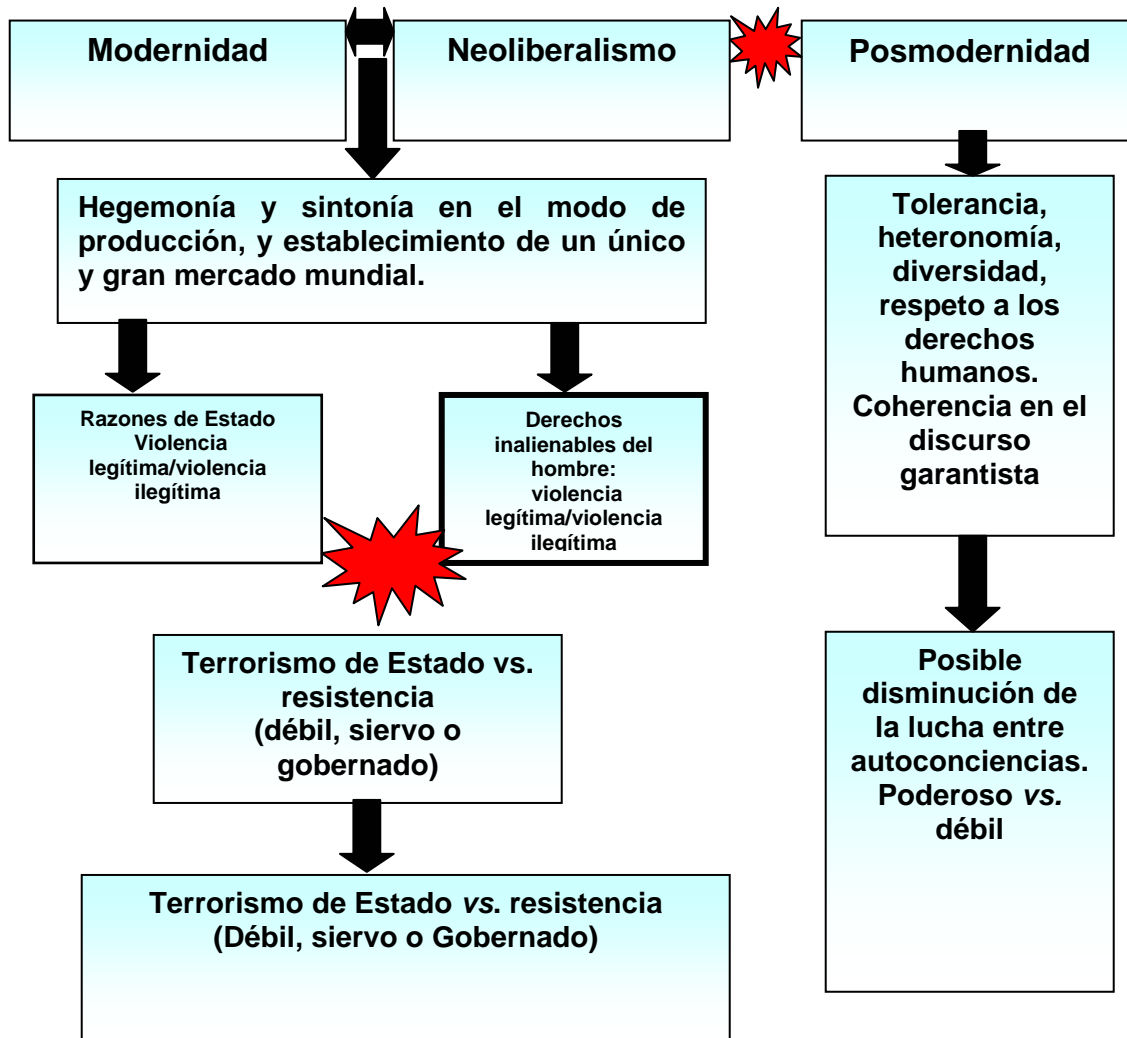 Modernidad
Neoliberalismo
Posmodernidad
Hegemonía y sintonía en el modo de
producción, y establecimiento de un único
y gran mercado mundial.
Razones de Estado
Violencia
legítima/violencia
ilegítima
Derechos
inalienables del
hombre:
violencia
legítima/violencia
ilegítima
Terrorismo de Estado vs.
resistencia
(débil, siervo o
gobernado)
Terrorismo de Estado vs. resistencia
(Débil, siervo o Gobernado)
Tolerancia,
heteronomía,
diversidad,
respeto a los
derechos
humanos.
Coherencia en el
discurso
garantista
Posible
disminución de
la lucha entre
autoconciencias.
Poderoso vs.
débil